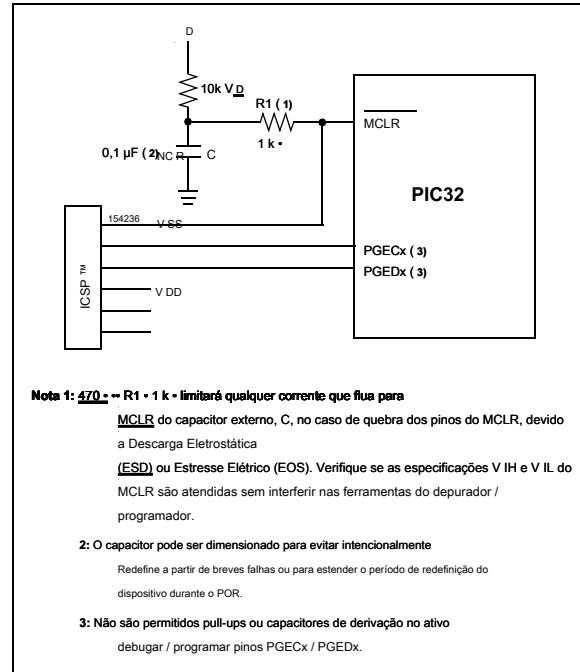 D
10k V D
R1 ( 1)
MCLR
1 k •
0,1 µF ( 2) NC R C
PIC32
154236 V SS
PGECx ( 3)
PGEDx ( 3)
ICSP ™
V DD
Nota 1: 470 • •• R1 • 1 k • limitará qualquer corrente que flua para
MCLR do capacitor externo, C, no caso de quebra dos pinos do MCLR, devido
a Descarga Eletrostática
(ESD) ou Estresse Elétrico (EOS). Verifique se as especificações V IH e V IL do
MCLR são atendidas sem interferir nas ferramentas do depurador /
programador.
2: O capacitor pode ser dimensionado para evitar intencionalmente
Redefine a partir de breves falhas ou para estender o período de redefinição do
dispositivo durante o POR.
3: Não são permitidos pull-ups ou capacitores de derivação no ativo
debugar / programar pinos PGECx / PGEDx.